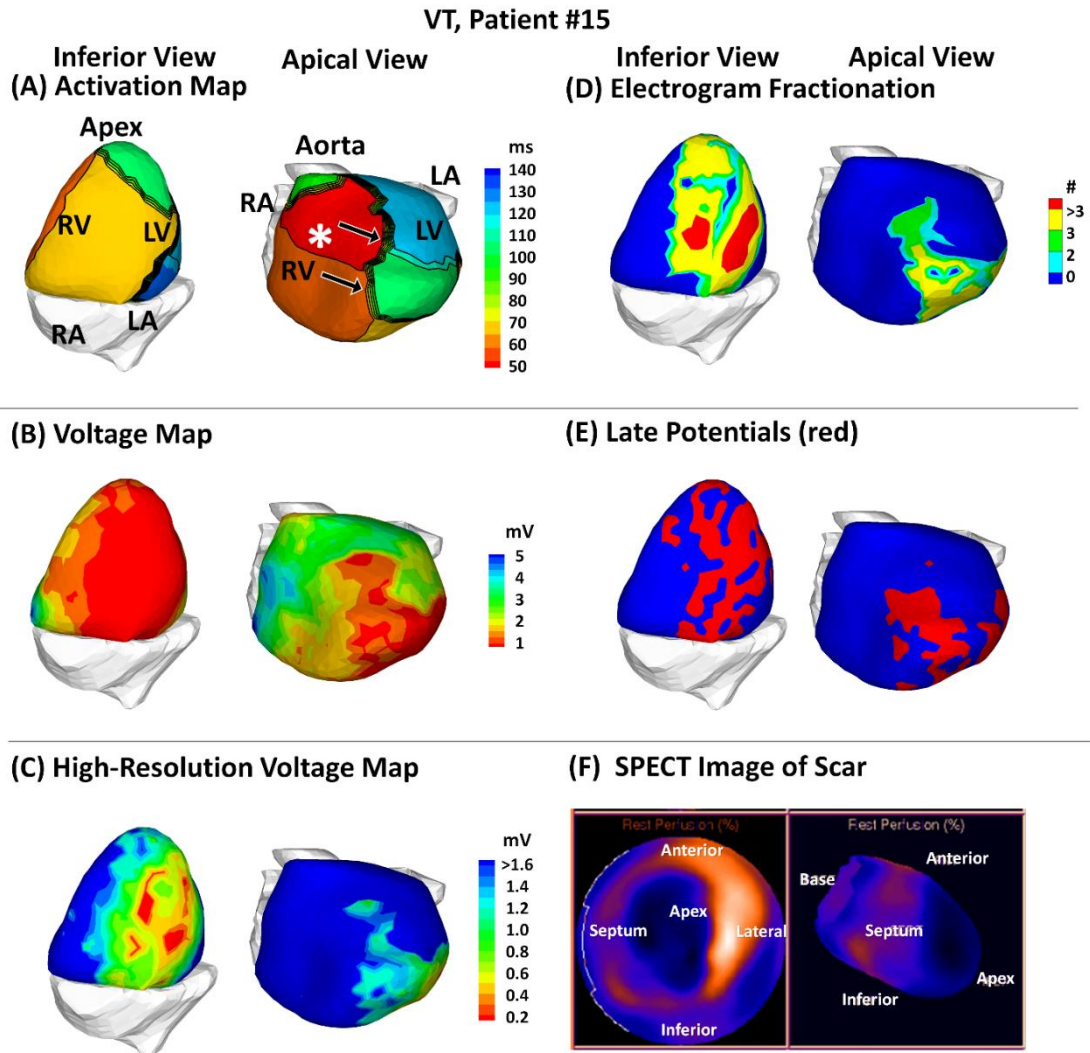 VT, Patient #15
Inferior View
Apical View
(A) Activation Map
Apex
RV
LV
RA
LA
Aorta
RA
LA
*
LV
RV
ms
140
130
120
110
100
90
80
70
60
50
Inferior View
Apical View
(D) Electrogram Fractionation
#
>3
3
2
0
(B) Voltage Map
mV
5
4
3
2
1
(E) Late Potentials (red)
(C) High-Resolution Voltage Map
mV
>1.6
1.6
1.4
1.2
1.0
0.8
0.6
0.4
0.2
(F) SPECT Image of Scar
Rest Perfusion (%)
Anterior
Septum
Apex
Lateral
Inferior
Rest Perfusion (%)
Anterior
Base
Septum
Apex
Inferior